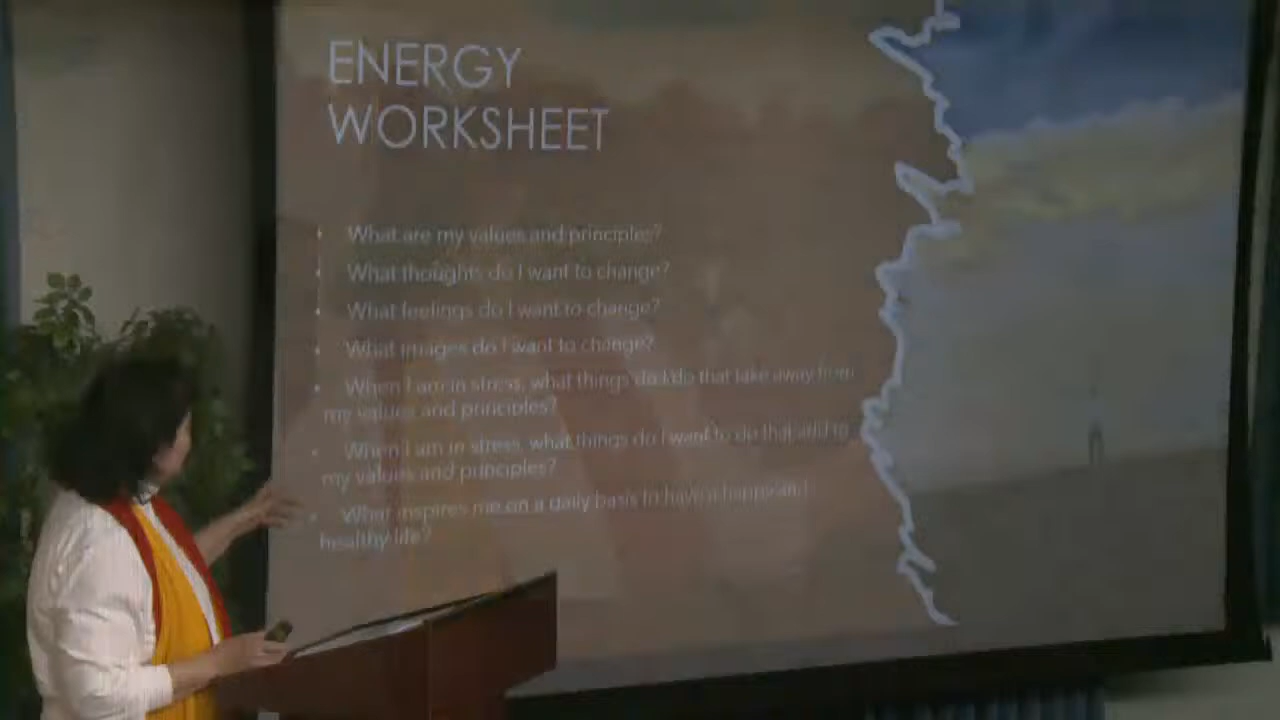 ENERGY
WORKSHEET
• What are my values and principles?
• What thoughts do I want to change?
• What feelings do I want to change?
• What images do I want to change?
• When I am in stress, what things do I do that take away from
my values and principles?
• When I am in stress, what things do I want to do that add to
my values and principles?
• What inspires me on a daily basis to have a happy and
healthy life?